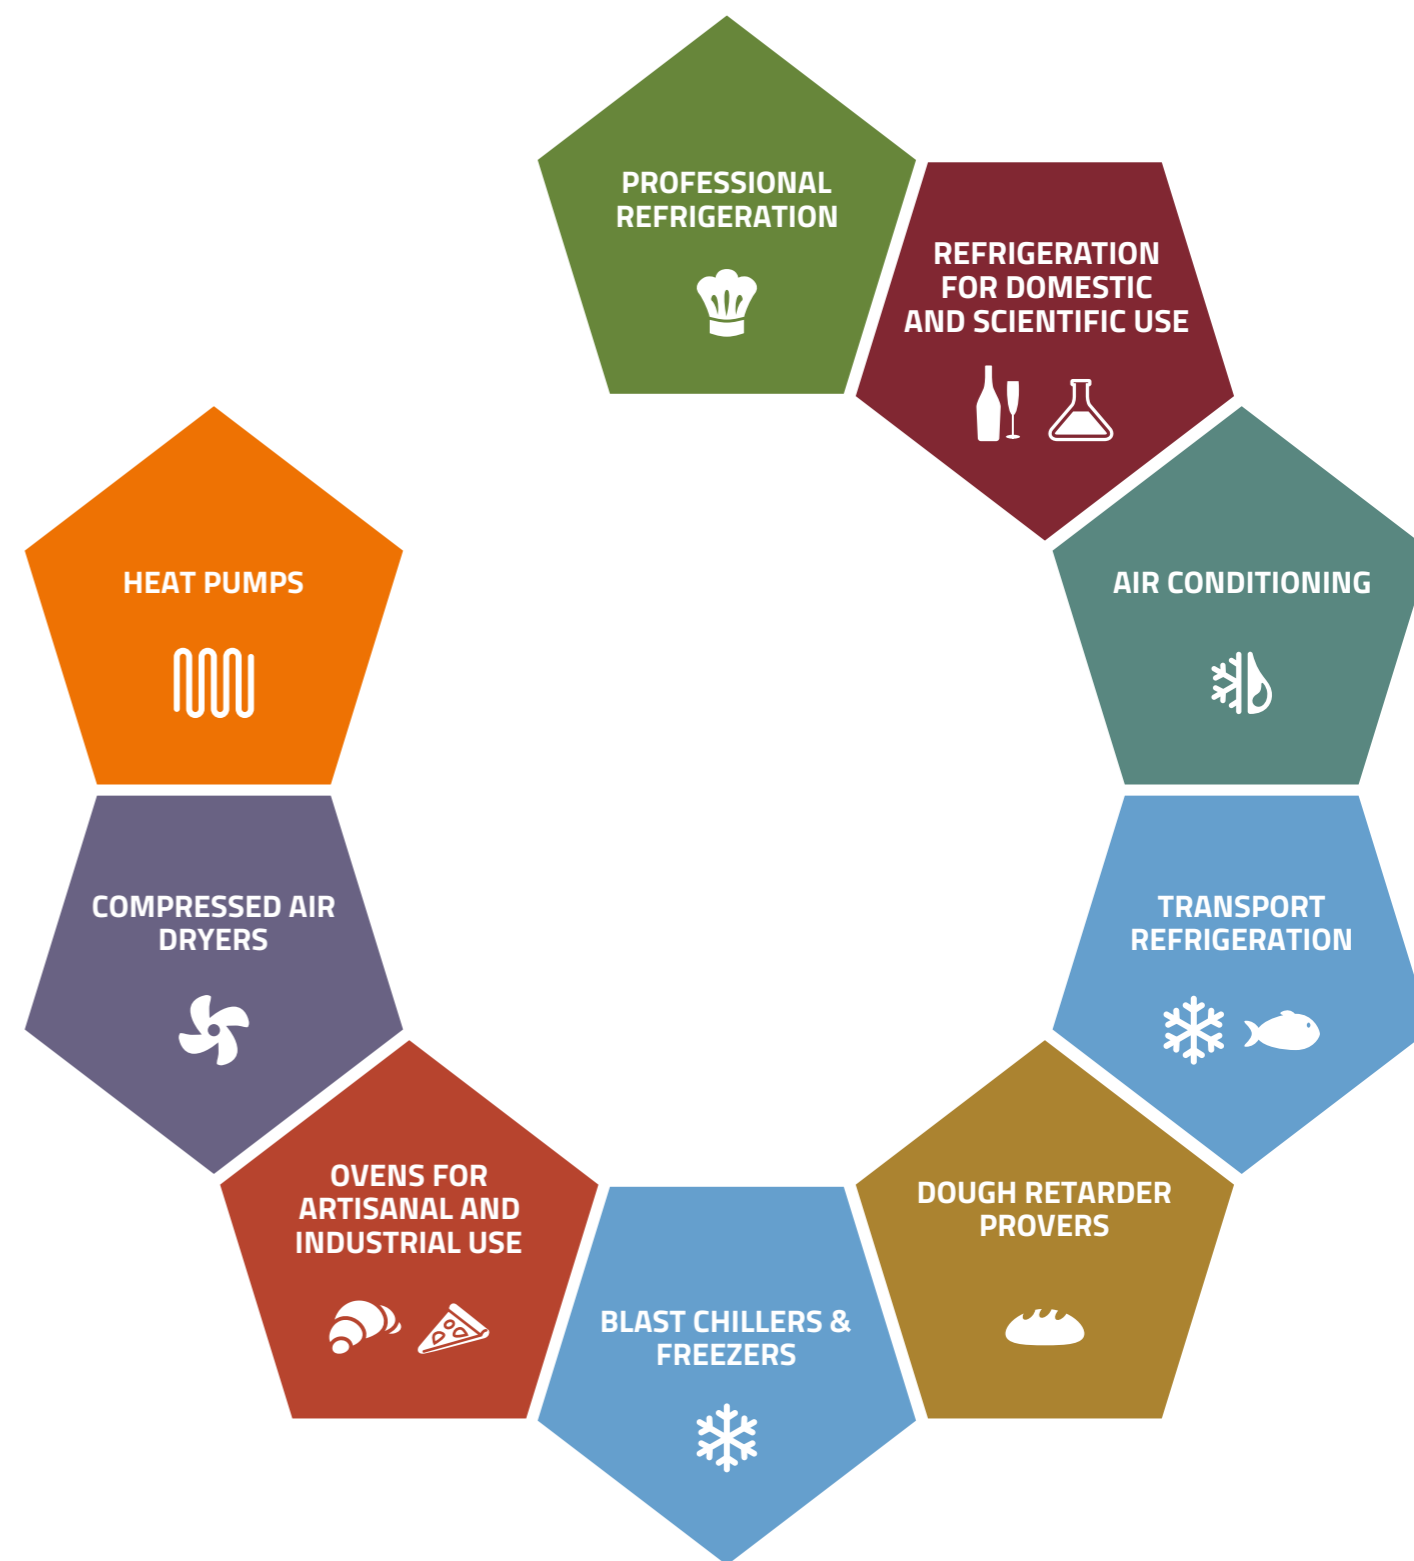 PROFESSIONAL
REFRIGERATION
REFRIGERATION
FOR DOMESTIC
AND SCIENTIFIC USE
AIR CONDITIONING
TRANSPORT
REFRIGERATION
DOUGH RETARDER
PROVERS
BLAST CHILLERS &
FREEZERS
OVENS FOR
ARTISANAL AND
INDUSTRIAL USE
COMPRESSED AIR
DRYERS
HEAT PUMPS